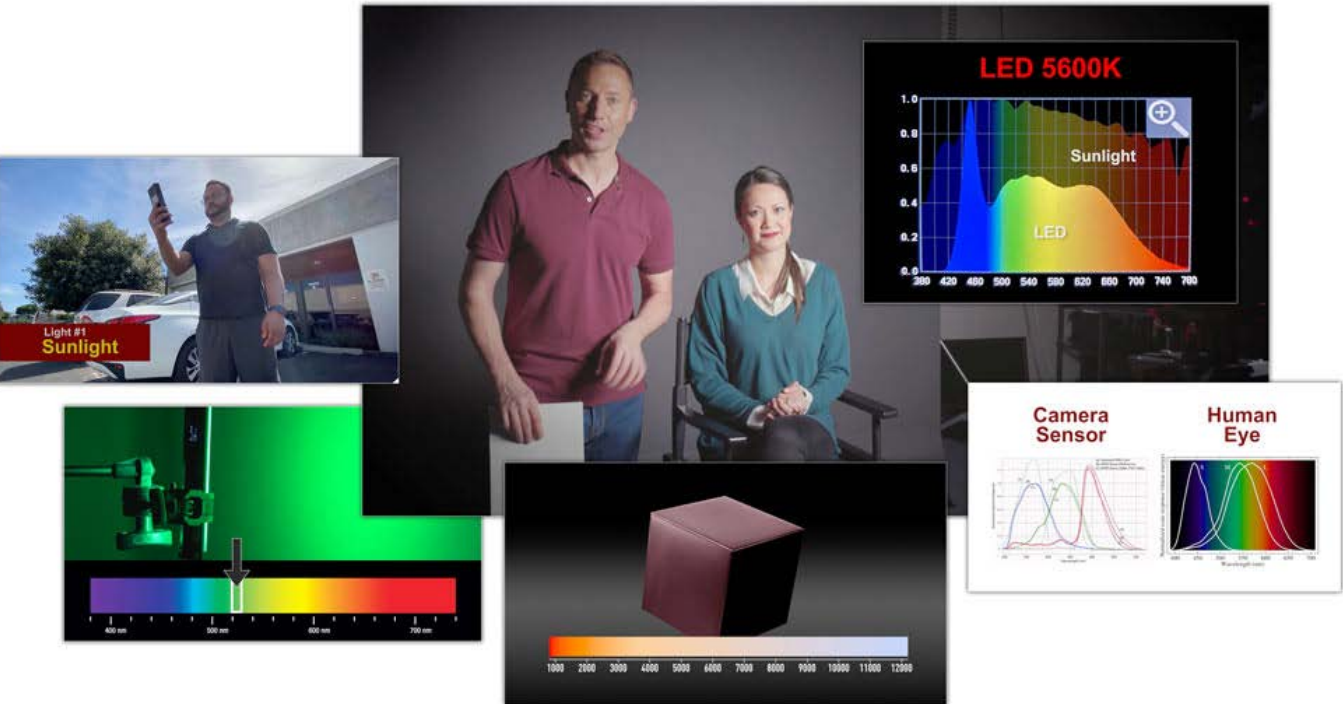 LED 5600K
1.0
0.8
0.6
0.4
0.2
0.0
Sunlight
LED
380 420 460 500 540 580 620 660 700 740 780
Light #1
Sunlight
Camera
Sensor
Human
Eye
S M L
Wavelength (nm)
400 nm 500 nm 600 nm 700 nm
1000 2000 3000 4000 5000 6000 7000 8000 9000 10000 11000 12000